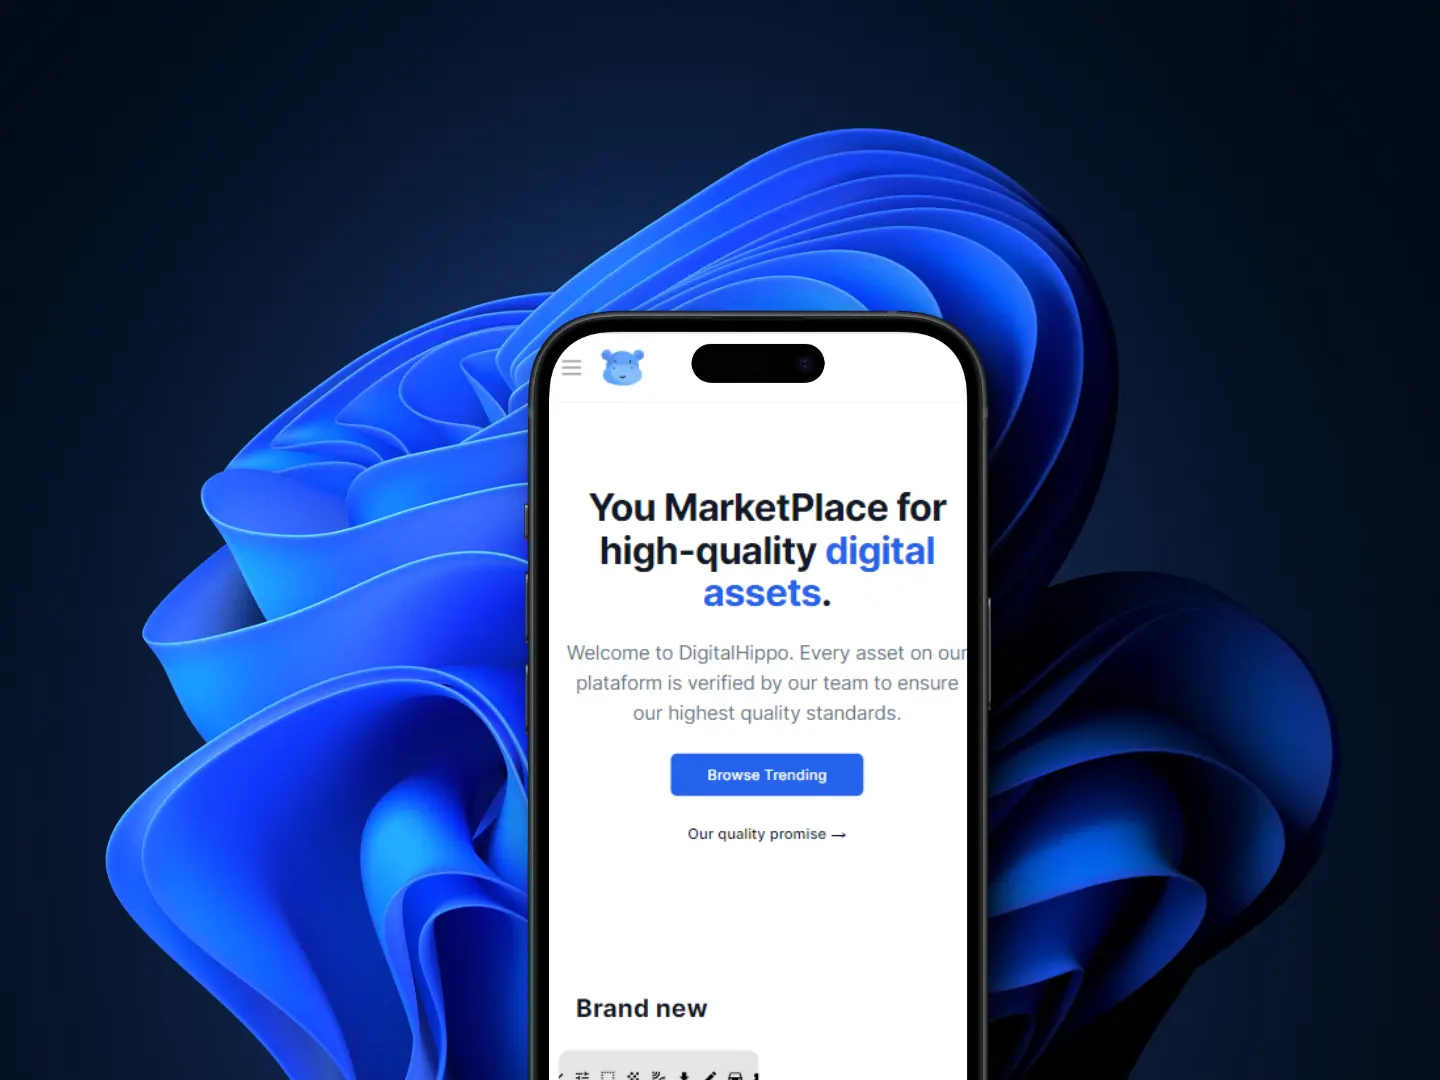 You MarketPlace for
high-quality digital
assets.
Welcome to DigitalHippo. Every asset on our
plataform is verified by our team to ensure
our highest quality standards.
Browse Trending
Our quality promise →
Brand new